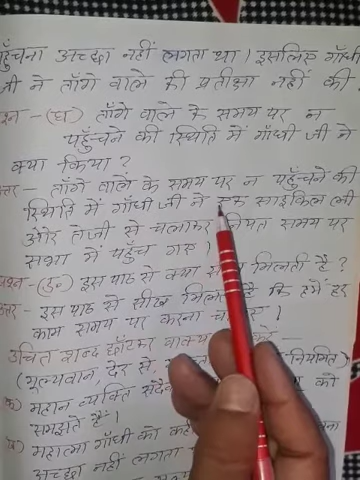 पहुँचना अच्छा नहीं लगता था। इसलिए गाँधी
जी ने ताँगे वाले की प्रतीक्षा नहीं की।
प्रश्न - (घ) ताँगे वाले के समय पर न
पहुँचने की स्थिति में गाँधी जी ने
क्या किया?
उत्तर - ताँगे वाले के समय पर न पहुँचने की
स्थिति में गाँधी जी ने एक साइकिल ली
और तेजी से चलाकर नियत समय पर
सभा में पहुँच गए।
प्रश्न - (ङ) इस पाठ से क्या मिलती है?
उत्तर - इस पाठ से सीख कि हमें हर
काम समय पर करना
उचित शब्द छाँटकर
(मूल्यवान, देर से, नियमित)
क) महान व्यक्ति को
समझते हैं।
ख) महात्मा गाँधी को
अच्छा नहीं लगता